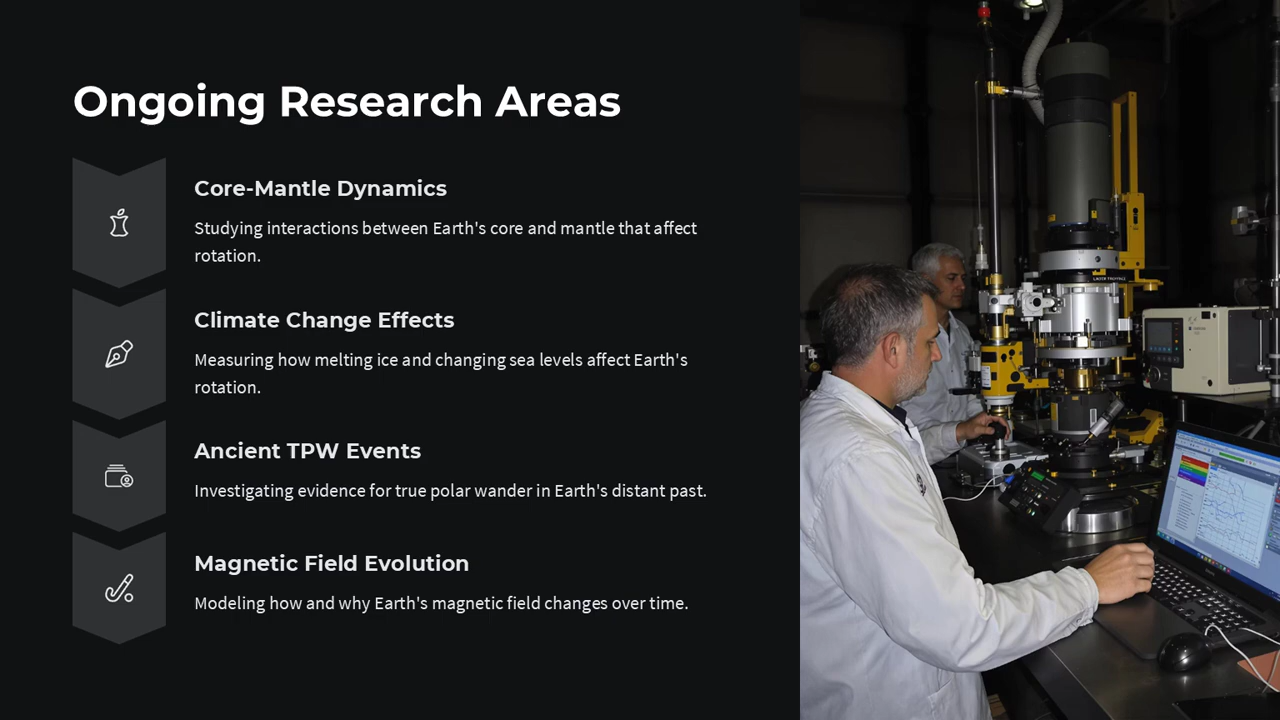 Ongoing Research Areas
Core-Mantle Dynamics
Studying interactions between Earth's core and mantle that affect
rotation.
Climate Change Effects
Measuring how melting ice and changing sea levels affect Earth's
rotation.
Ancient TPW Events
Investigating evidence for true polar wander in Earth's distant past.
Magnetic Field Evolution
Modeling how and why Earth's magnetic field changes over time.